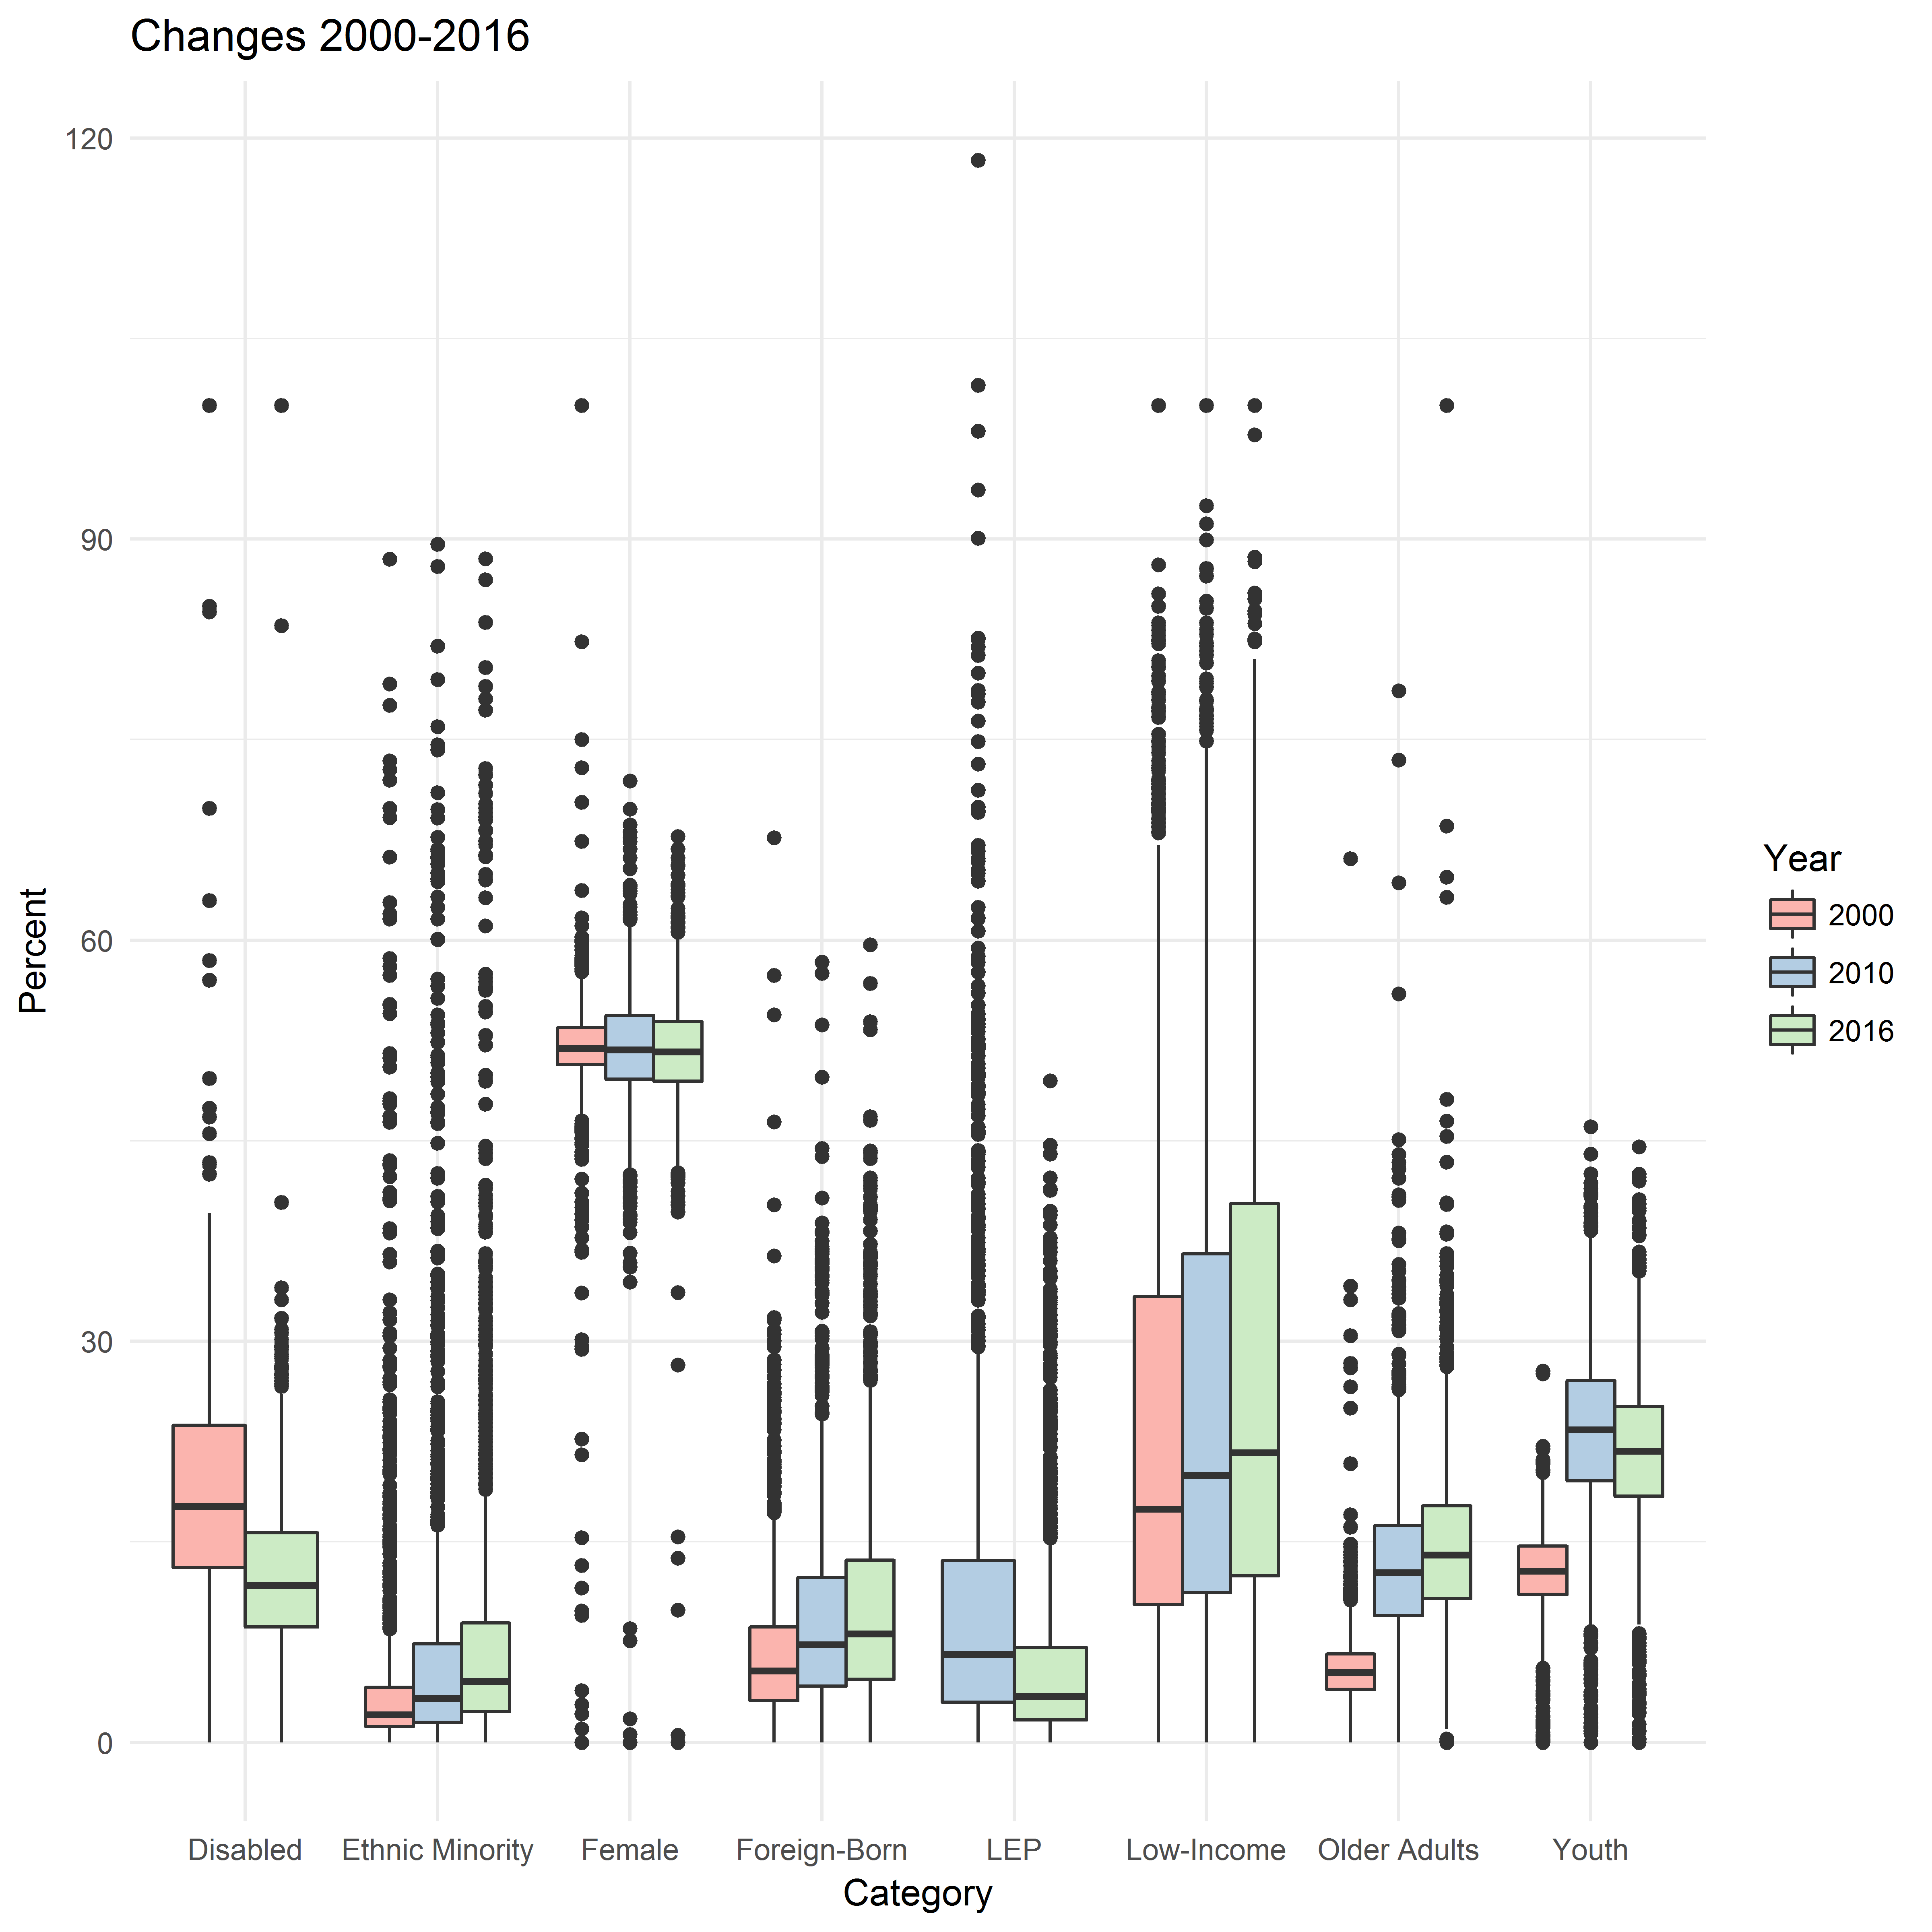 Changes 2000-2016
120
90
60
30
0
Percent
Disabled Ethnic Minority Female Foreign-Born LEP Low-Income Older Adults Youth
Category
Year
2000
2010
2016